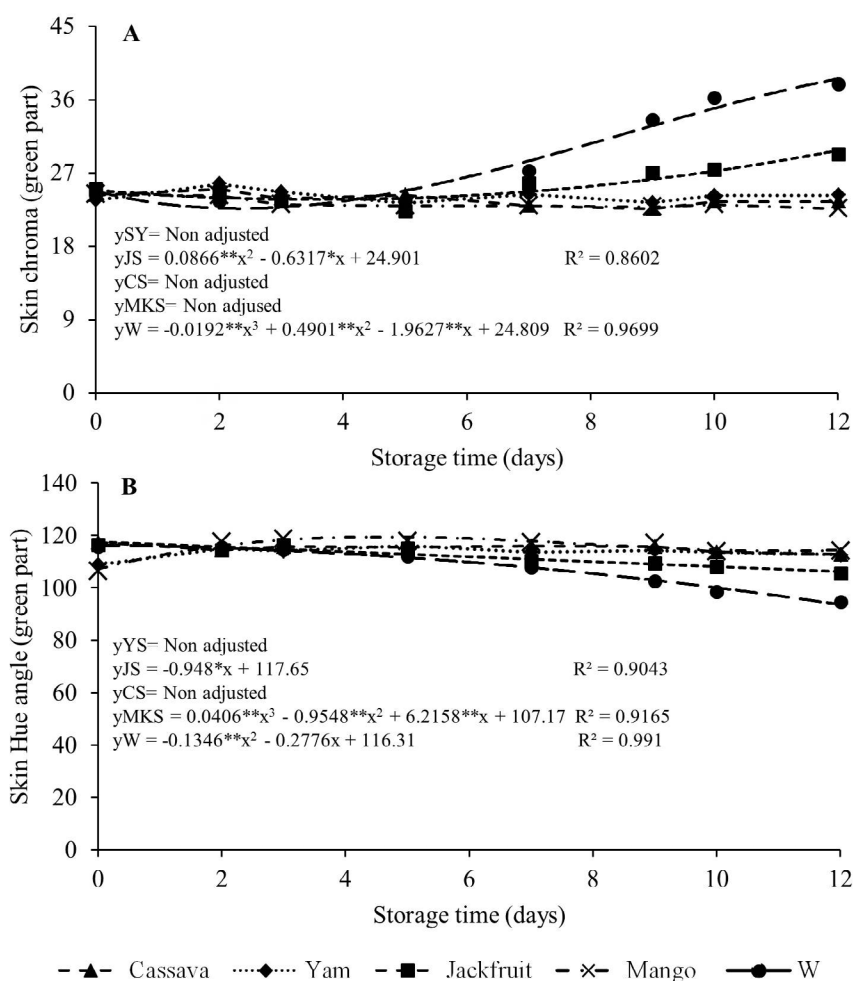 A
45
36
27
18
9
0
Skin chroma (green part)
ySY= Non adjusted
yJS = 0.0866**x² - 0.6317*x + 24.901 R² = 0.8602
yCS= Non adjusted
yMKS= Non adjused
yW = -0.0192**x³ + 0.4901**x² - 1.9627**x + 24.809 R² = 0.9699
0 2 4 6 8 10 12
Storage time (days)
B
140
120
100
80
60
40
20
0
Skin Hue angle (green part)
yYS= Non adjusted
yJS = -0.948*x + 117.65 R² = 0.9043
yCS= Non adjusted
yMKS = 0.0406**x³ - 0.9548**x² + 6.2158**x + 107.17 R² = 0.9165
yW = -0.1346**x² - 0.2776x + 116.31 R² = 0.991
0 2 4 6 8 10 12
Storage time (days)
Cassava Yam Jackfruit Mango W